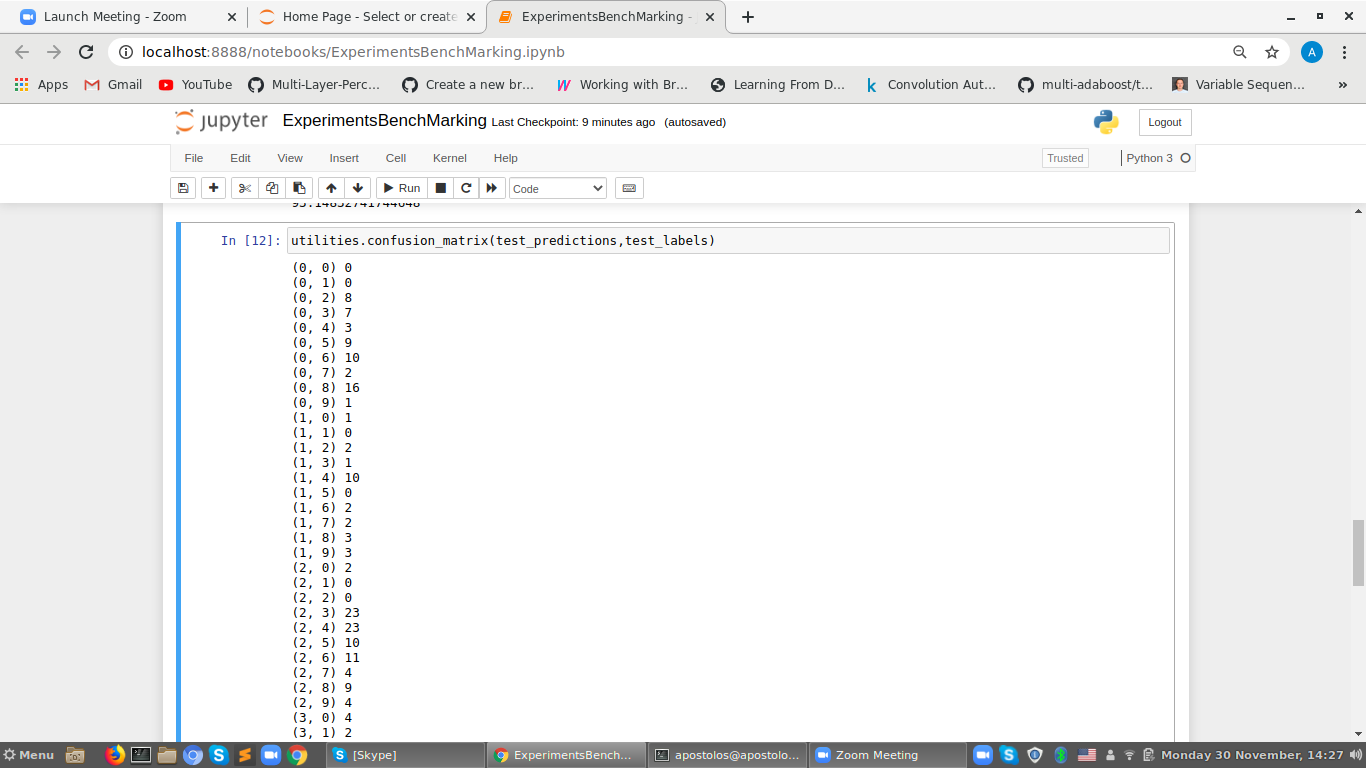 Launch Meeting - Zoom
Home Page - Select or create
ExperimentsBenchMarking -
localhost:8888/notebooks/ExperimentsBenchMarking.ipynb
A
Apps
Gmail
YouTube
Multi-Layer-Perc...
Create a new br...
Working with Br...
Learning From D...
Convolution Aut...
multi-adaboost/t...
Variable Sequen...
jupyter
ExperimentsBenchMarking Last Checkpoint: 9 minutes ago (autosaved)
Logout
File Edit View Insert Cell Kernel Help
Trusted
Python 3
Run
Code
In [12]: utilities.confusion_matrix(test_predictions,test_labels)
(0, 0) 0
(0, 1) 0
(0, 2) 8
(0, 3) 7
(0, 4) 3
(0, 5) 9
(0, 6) 10
(0, 7) 2
(0, 8) 16
(0, 9) 1
(1, 0) 1
(1, 1) 0
(1, 2) 2
(1, 3) 1
(1, 4) 10
(1, 5) 0
(1, 6) 2
(1, 7) 2
(1, 8) 3
(1, 9) 3
(2, 0) 2
(2, 1) 0
(2, 2) 0
(2, 3) 23
(2, 4) 23
(2, 5) 10
(2, 6) 11
(2, 7) 4
(2, 8) 9
(2, 9) 4
(3, 0) 4
(3, 1) 2
Menu
[Skype]
ExperimentsBench...
apostolos@apostolo...
Zoom Meeting
Monday 30 November, 14:27